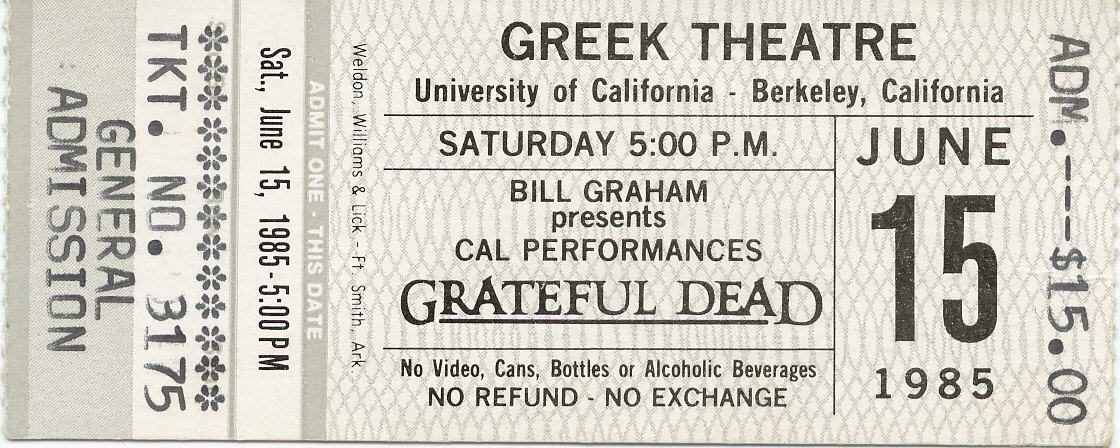 GENERAL
ADMISSION
TKT. NO. 3175
Sat., June 15, 1985-5:00PM
ADMIT ONE - THIS DATE
Weldon, Williams & Lick - Ft. Smith, Ark.
GREEK THEATRE
University of California - Berkeley, California
SATURDAY 5:00 P.M.
BILL GRAHAM
presents
CAL PERFORMANCES
GRATEFUL DEAD
No Video, Cans, Bottles or Alcoholic Beverages
NO REFUND - NO EXCHANGE
JUNE
15
1985
ADM.---$15.00